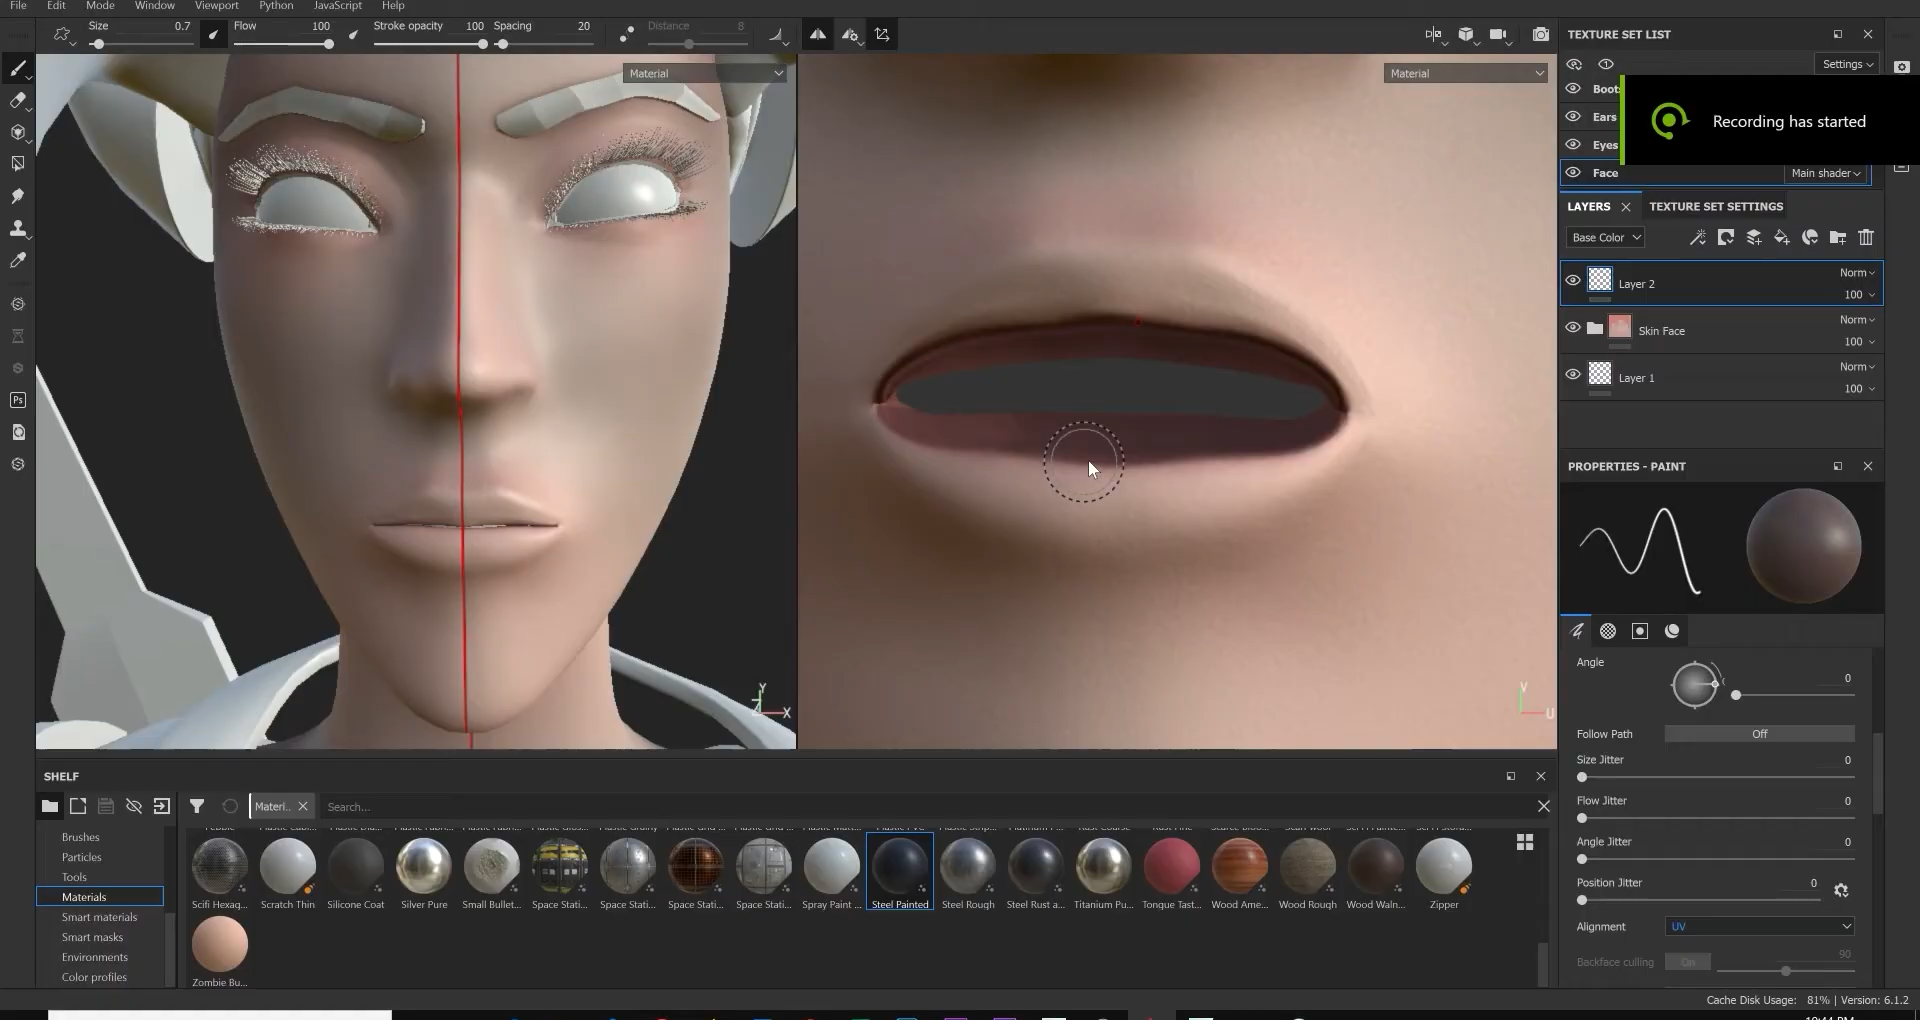 File Edit Mode Window Viewport Python JavaScript Help
Size 0.7 Flow 100 Stroke opacity 100 Spacing 20 Distance 8
Material
Material
TEXTURE SET LIST
Settings
Boot
Recording has started
Ears
Eyes
Face Main shader
LAYERS TEXTURE SET SETTINGS
Base Color
Norm
Layer 2
100
Norm
Skin Face
100
Norm
Layer 1
100
PROPERTIES - PAINT
Ps
Y
X
V
U
Angle
0
Follow Path Off
Size Jitter 0
Flow Jitter 0
Angle Jitter 0
Position Jitter 0
Alignment UV
Backface culling On 90
SHELF
Materi... Search...
Brushes
Particles
Tools
Materials
Smart materials
Smart masks
Environments
Color profiles
Scifi Hexag... Scratch Thin Silicone Coat Silver Pure Small Bullet... Space Stati... Space Stati... Space Stati... Space Stati... Spray Paint ... Steel Painted Steel Rough Steel Rust a... Titanium Pu... Tongue Tast... Wood Ame... Wood Rough Wood Waln... Zipper
Zombie Bu...
Cache Disk Usage: 81% | Version: 6.1.2